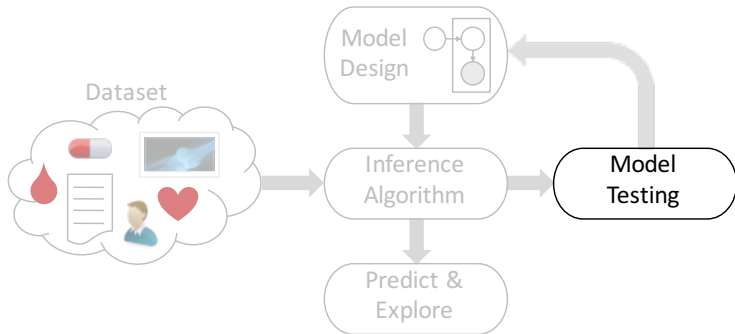 Model
Design
Dataset
Inference
Algorithm
Model
Testing
Predict &
Explore